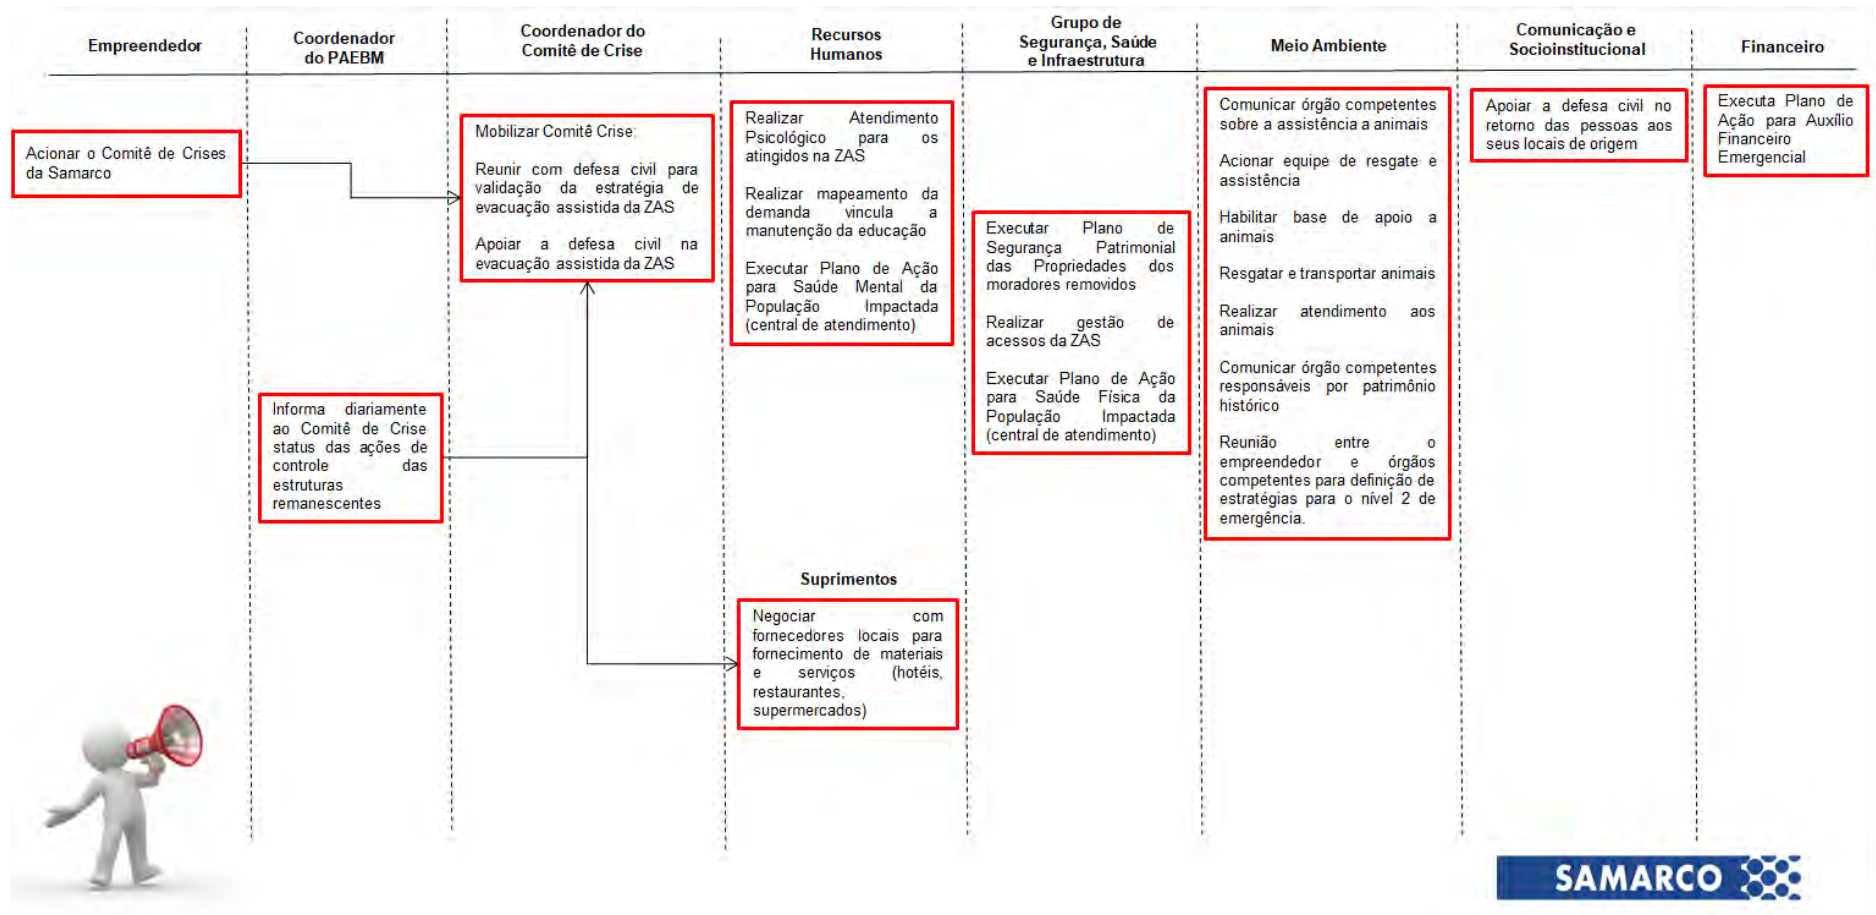 Empreendedor
Coordenador
do PAEBM
Coordenador do
Comitê de Crise
Recursos
Humanos
Grupo de
Segurança, Saúde
e Infraestrutura
Meio Ambiente
Comunicação e
Socioinstitucional
Financeiro
Acionar o Comitê de Crises
da Samarco
Informa diariamente
ao Comitê de Crise
status das ações de
controle das
estruturas
remanescentes
Mobilizar Comitê Crise:
Reunir com defesa civil para
validação da estratégia de
evacuação assistida da ZAS
Apoiar a defesa civil na
evacuação assistida da ZAS
Realizar Atendimento
Psicológico para os
atingidos na ZAS
Realizar mapeamento da
demanda vincula a
manutenção da educação
Executar Plano de Ação
para Saúde Mental da
População Impactada
(central de atendimento)
Suprimentos
Negociar com
fornecedores locais para
fornecimento de materiais
e serviços (hotéis,
restaurantes,
supermercados)
Executar Plano de
Segurança Patrimonial
das Propriedades dos
moradores removidos
Realizar gestão de
acessos da ZAS
Executar Plano de Ação
para Saúde Física da
População Impactada
(central de atendimento)
Comunicar órgão competentes
sobre a assistência a animais
Acionar equipe de resgate e
assistência
Habilitar base de apoio a
animais
Resgatar e transportar animais
Realizar atendimento aos
animais
Comunicar órgão competentes
responsáveis por patrimônio
histórico
Reunião entre o
empreendedor e órgãos
competentes para definição de
estratégias para o nível 2 de
emergência.
Apoiar a defesa civil no
retorno das pessoas aos
seus locais de origem
Executa Plano de
Ação para Auxílio
Financeiro
Emergencial
SAMARCO